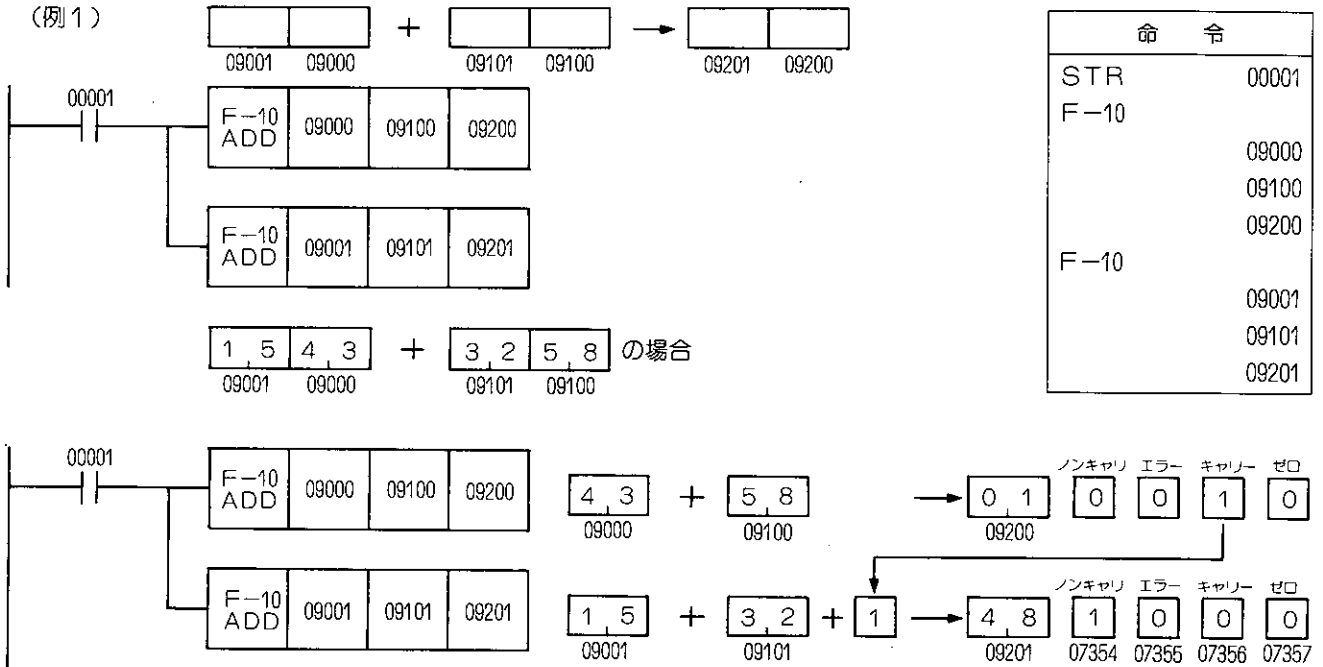 (例1)
+ →
09001 09000 09101 09100 09201 09200
00001
F-10 ADD 09000 09100 09200
F-10 ADD 09001 09101 09201
1 5 4 3 + 3 2 5 8 の場合
09001 09000 09101 09100
命 令
STR 00001
F-10
09000
09100
09200
F-10
09001
09101
09201
00001
F-10 ADD 09000 09100 09200
4 3 + 5 8 → 0 1 0 0 1 0
09000 09100 09200
ノンキャリ エラー キャリー ゼロ
F-10 ADD 09001 09101 09201
1 5 + 3 2 + 1 → 4 8 1 0 0 0
ノンキャリ エラー キャリー ゼロ
09001 09101 09201 07354 07355 07356 07357